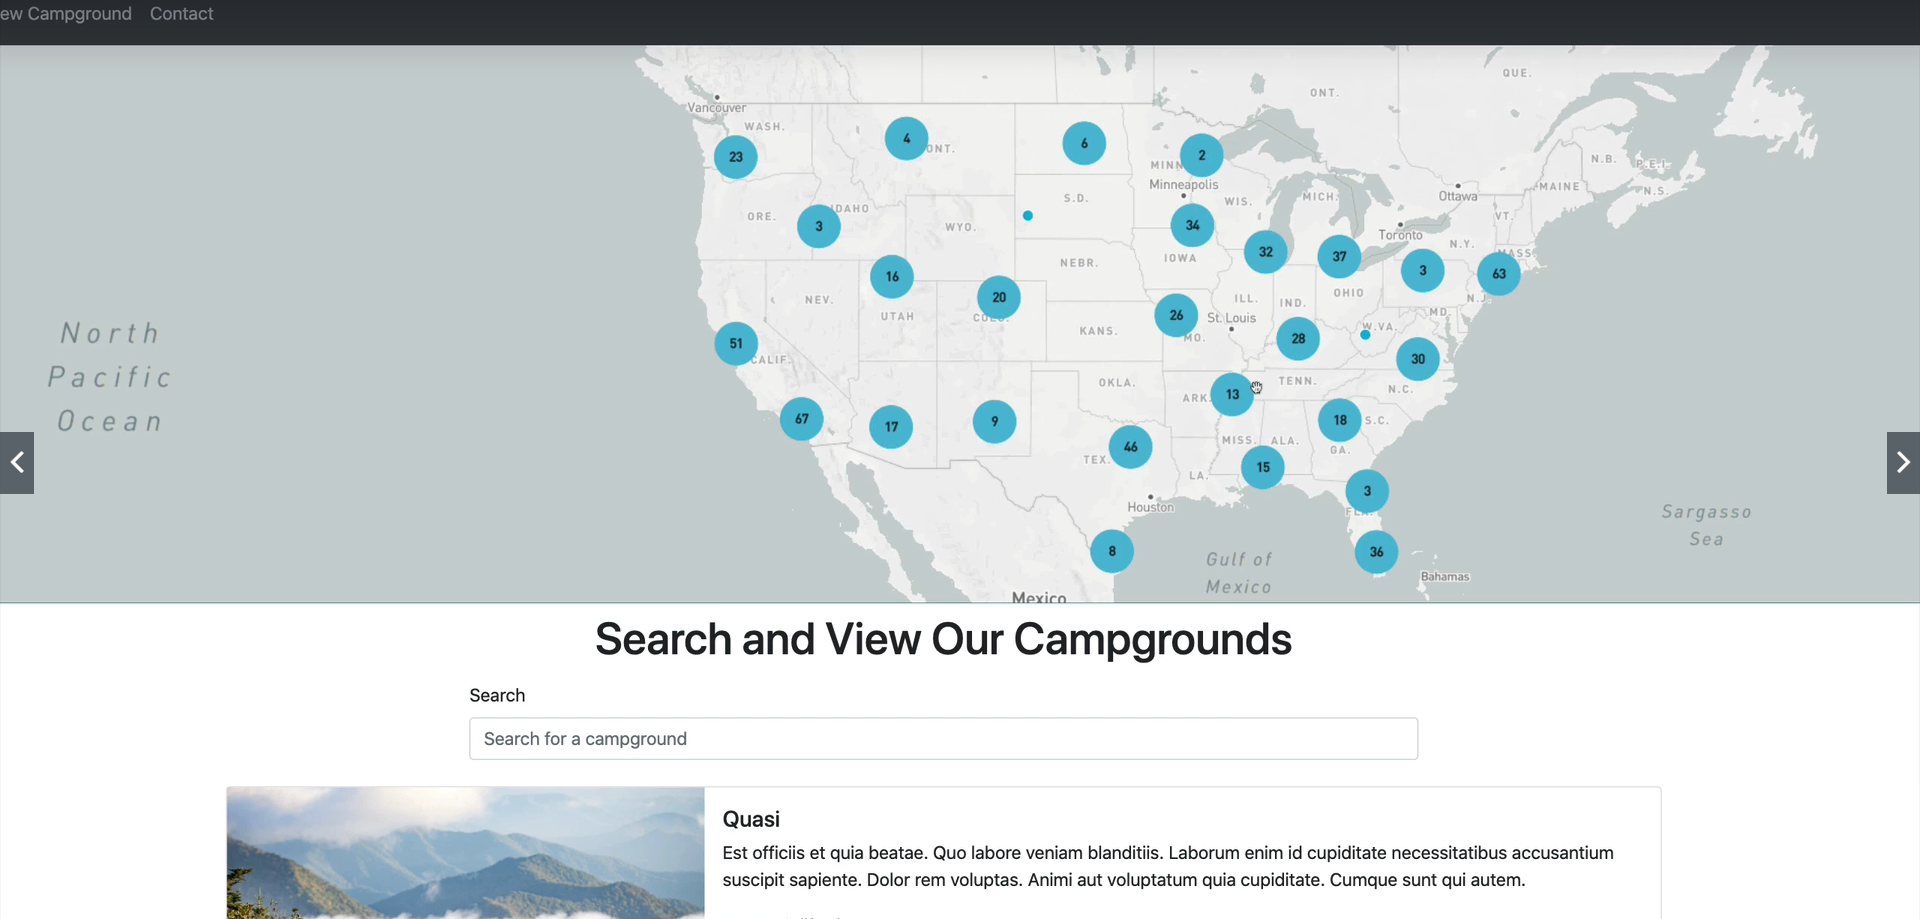 ew Campground Contact
QUE.
ONT.
Vancouver
WASH.
4
ONT.
6
2
MINN
23
N.B.
P.E.I.
Minneapolis
MAINE
N.S.
Ottawa
S.D.
WIS.
MICH.
IDAHO
ORE.
3
WYO.
34
VT.
Toronto
N.Y.
32
37
MASS.
NEBR.
IOWA
3
63
16
20
NEV.
ILL.
IND.
OHIO
N.J.
UTAH
COLO.
26
St. Louis
MD.
North
Pacific
Ocean
KANS.
MO.
W.VA.
28
51
CALIF.
30
OKLA.
TENN.
N.C.
ARK.
13
67
17
9
18
S.C.
MISS.
ALA.
GA.
46
TEX.
15
LA.
3
Houston
FLA.
Sargasso
Sea
8
Gulf of
Mexico
36
Bahamas
Mexico
Search and View Our Campgrounds
Search
Search for a campground
Quasi
Est officiis et quia beatae. Quo labore veniam blanditiis. Laborum enim id cupiditate necessitatibus accusantium
suscipit sapiente. Dolor rem voluptas. Animi aut voluptatum quia cupiditate. Cumque sunt qui autem.